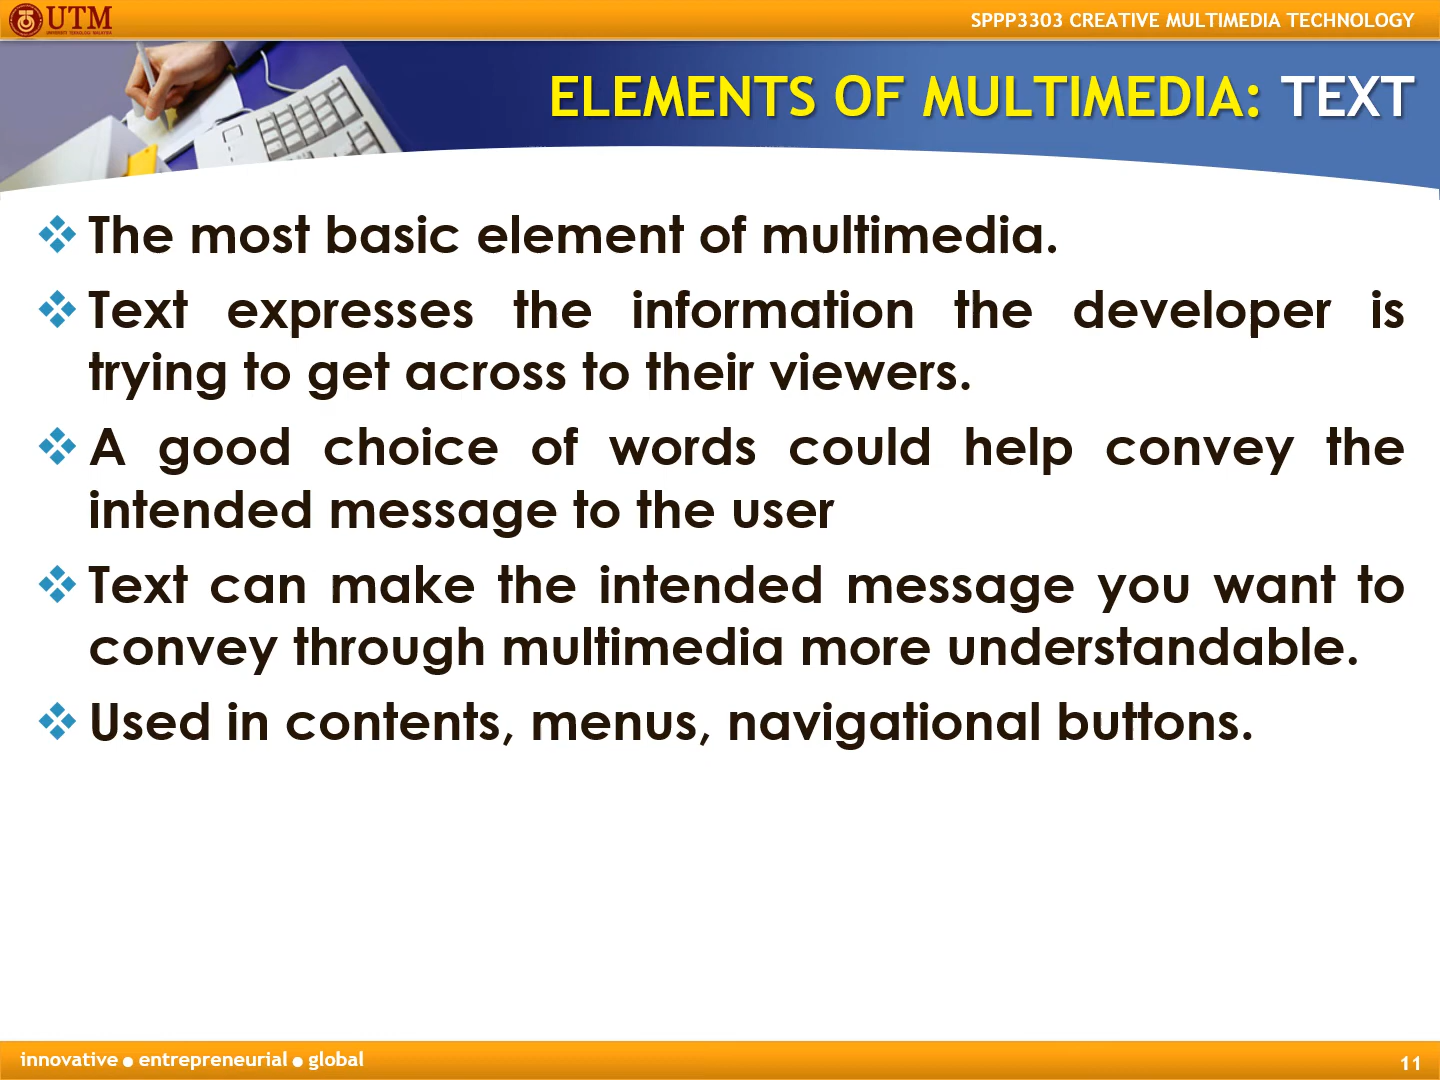 UTM
SPPP3303 CREATIVE MULTIMEDIA TECHNOLOGY
ELEMENTS OF MULTIMEDIA: TEXT
The most basic element of multimedia.
Text expresses the information the developer is
trying to get across to their viewers.
A good choice of words could help convey the
intended message to the user
Text can make the intended message you want to
convey through multimedia more understandable.
Used in contents, menus, navigational buttons.
innovative ● entrepreneurial ● global
11